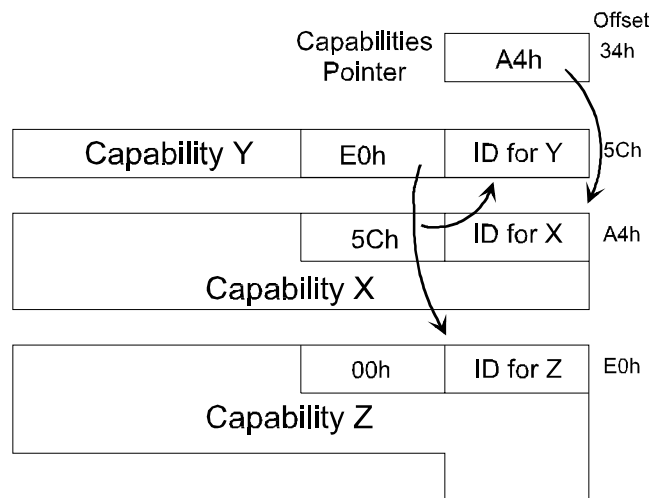 Offset
Capabilities
Pointer
A4h
34h
Capability Y
E0h
ID for Y
5Ch
5Ch
ID for X
A4h
Capability X
00h
ID for Z
E0h
Capability Z